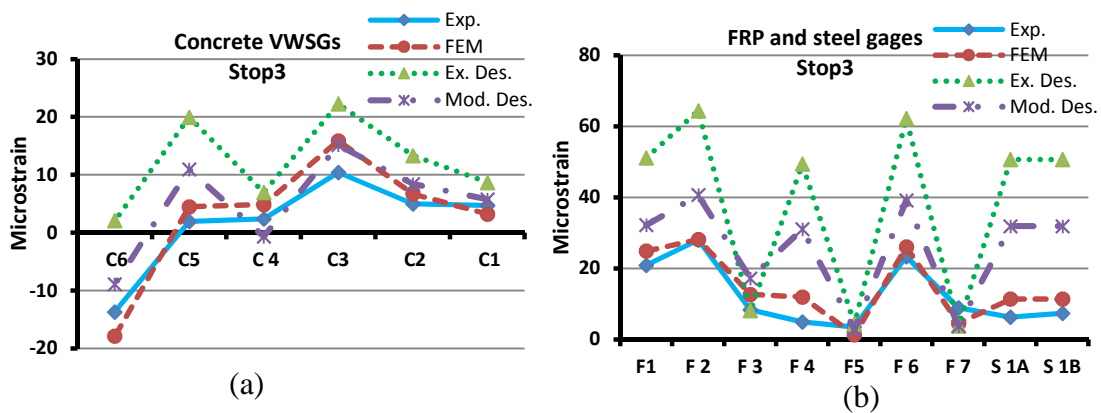 Concrete VWSGs
Stop3
Exp.
FEM
Ex. Des.
Mod. Des.
Microstrain
30
20
10
0
-10
-20
C6 C5 C 4 C3 C2 C1
(a)
FRP and steel gages
Stop3
Exp.
FEM
Ex. Des.
Mod. Des.
Microstrain
80
60
40
20
0
F1 F 2 F 3 F 4 F5 F 6 F 7 S 1A S 1B
(b)